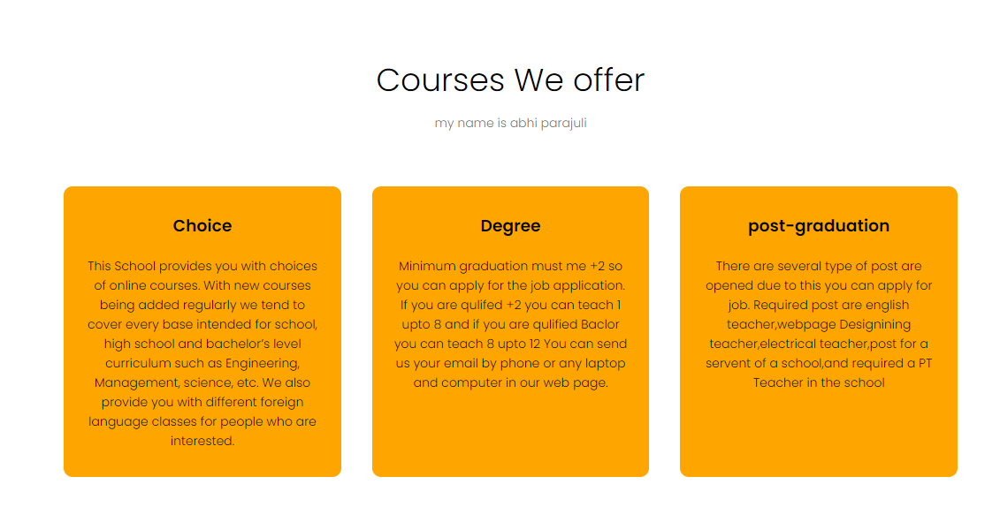 Courses We offer
my name is abhi parajuli
Choice
This School provides you with choices
of online courses. With new courses
being added regularly we tend to
cover every base intended for school,
high school and bachelor's level
curriculum such as Engineering,
Management, science, etc. We also
provide you with different foreign
language classes for people who are
interested.
Degree
Minimum graduation must me +2 so
you can apply for the job application.
If you are qulifed +2 you can teach 1
upto 8 and if you are qulified Baclor
you can teach 8 upto 12 You can send
us your email by phone or any laptop
and computer in our web page.
post-graduation
There are several type of post are
opened due to this you can apply for
job. Required post are english
teacher,webpage Designining
teacher,electrical teacher,post for a
servent of a school,and required a PT
Teacher in the school